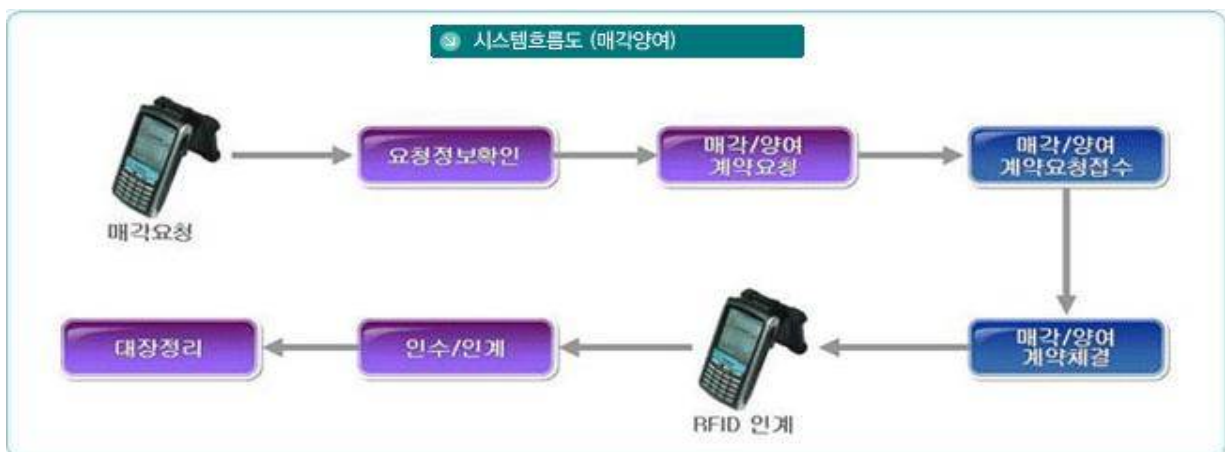 시스템흐름도 (매각양여)
매각요청
요청정보확인
매각/양여
계약요청
매각/양여
계약요청접수
매각/양여
계약체결
RFID 인계
인수/인계
대장정리